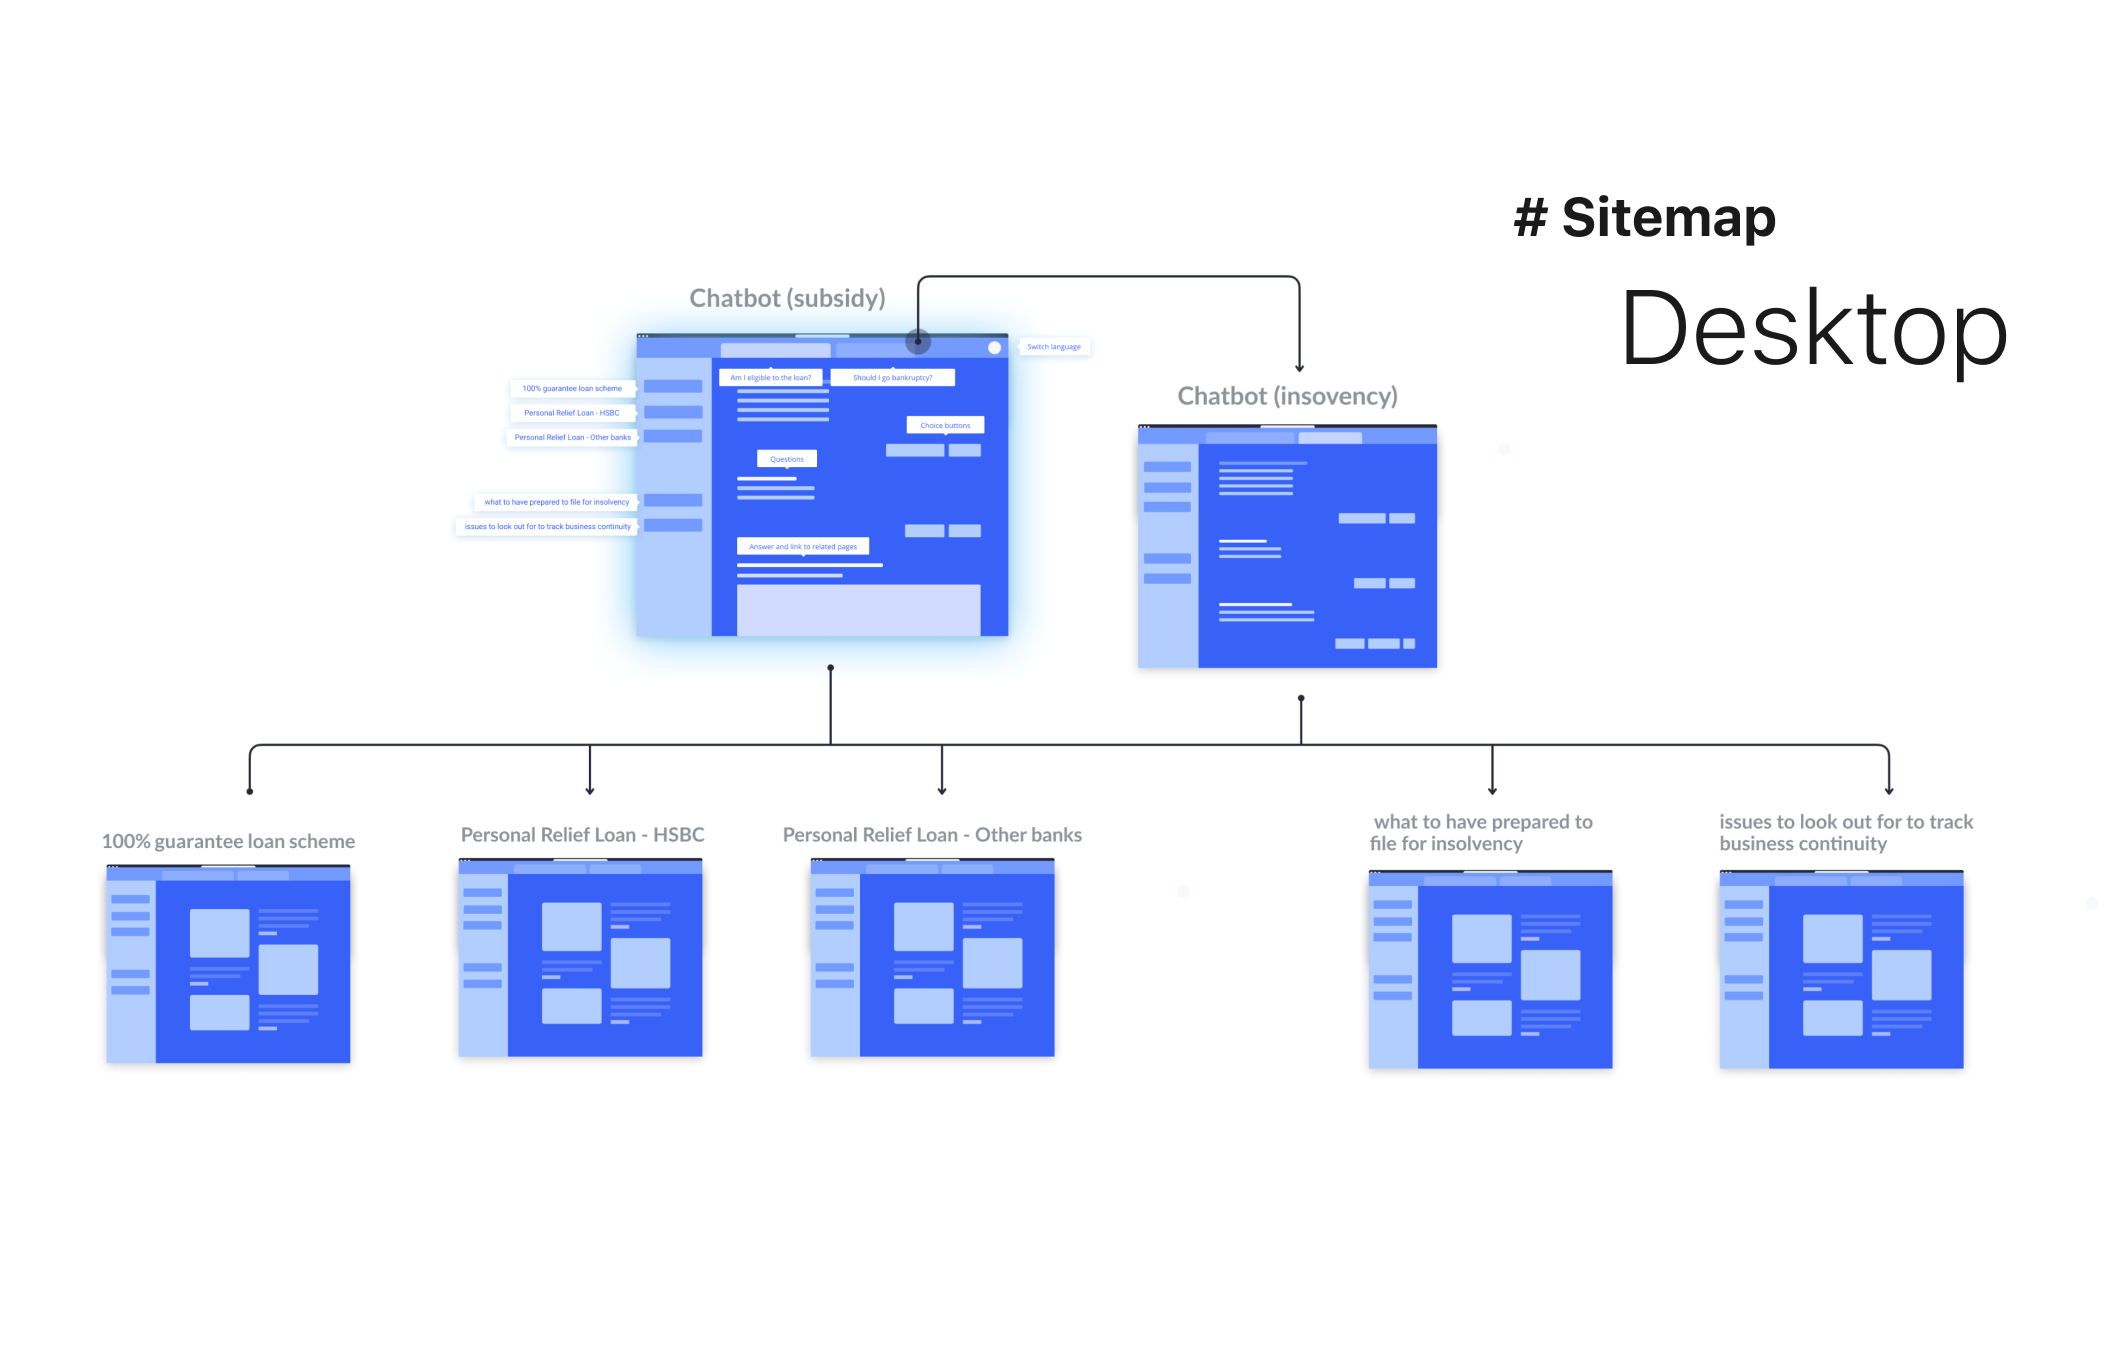 # Sitemap
Desktop
Chatbot (subsidy)
Switch language
Am I eligible to the loan?
Should I go bankruptcy?
100% guarantee loan scheme
Personal Relief Loan - HSBC
Personal Relief Loan - Other banks
Choice buttons
Questions
what to have prepared to file for insolvency
issues to look out for to track business continuity
Answer and link to related pages
Chatbot (insovency)
100% guarantee loan scheme
Personal Relief Loan - HSBC
Personal Relief Loan - Other banks
what to have prepared to
file for insolvency
issues to look out for to track
business continuity